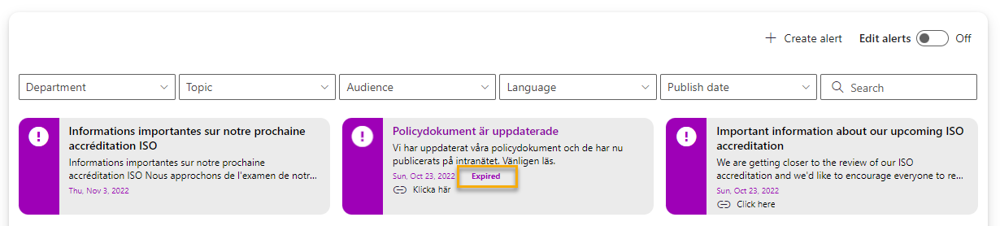 Create alert Edit alerts Off
Department Topic Audience Language Publish date Search
Informations importantes sur notre prochaine
accréditation ISO
Informations importantes sur notre prochaine
accréditation ISO Nous approchons de l'examen de notr...
Thu, Nov 3, 2022
Policydokument är uppdaterade
Vi har uppdaterat våra policydokument och de har nu
publicerats på intranätet. Vänligen läs.
Sun, Oct 23, 2022 Expired
Klicka här
Important information about our upcoming ISO
accreditation
We are getting closer to the review of our ISO
accreditation and we'd like to encourage everyone to re...
Sun, Oct 23, 2022
Click here